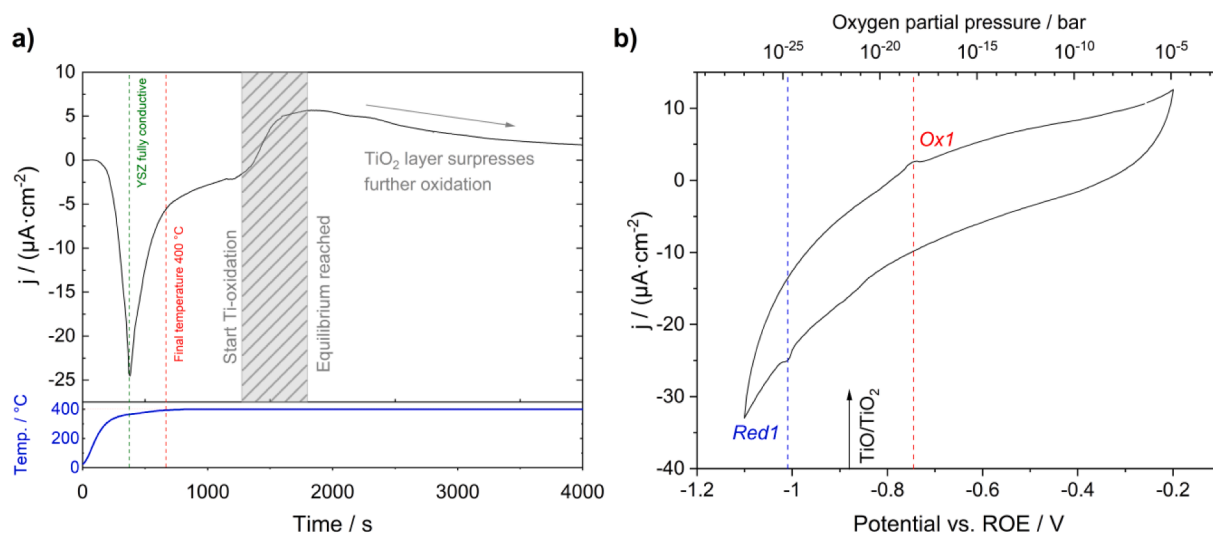 a)
10
5
0
-5
-10
-15
-20
-25
j / (µA·cm-2)
YSZ fully conductive
Final temperature 400 °C
Start Ti-oxidation
Equilibrium reached
TiO2 layer surpresses
further oxidation
400
200
0
Temp. / °C
0 1000 2000 3000 4000
Time / s
b)
Oxygen partial pressure / bar
10-25 10-20 10-15 10-10 10-5
10
0
-10
-20
-30
-40
j / (µA·cm-2)
Ox1
Red1
TiO/TiO2
-1.2 -1 -0.8 -0.6 -0.4 -0.2
Potential vs. ROE / V